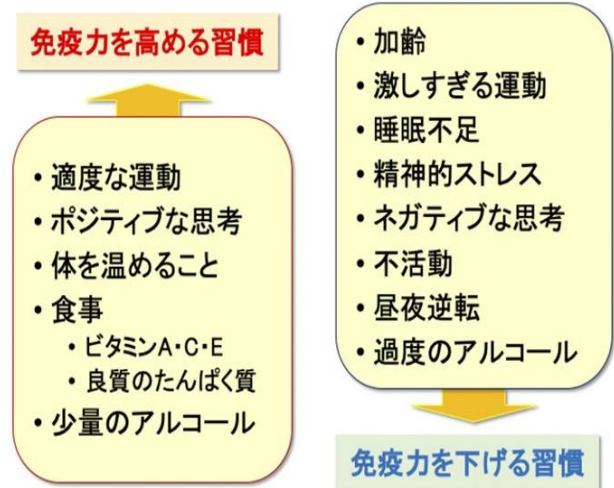 免疫力を高める習慣
• 適度な運動
• ポジティブな思考
• 体を温めること
• 食事
• ビタミンA・C・E
• 良質のたんぱく質
• 少量のアルコール
• 加齢
• 激しすぎる運動
• 睡眠不足
• 精神的ストレス
• ネガティブな思考
• 不活動
• 昼夜逆転
• 過度のアルコール
免疫力を下げる習慣